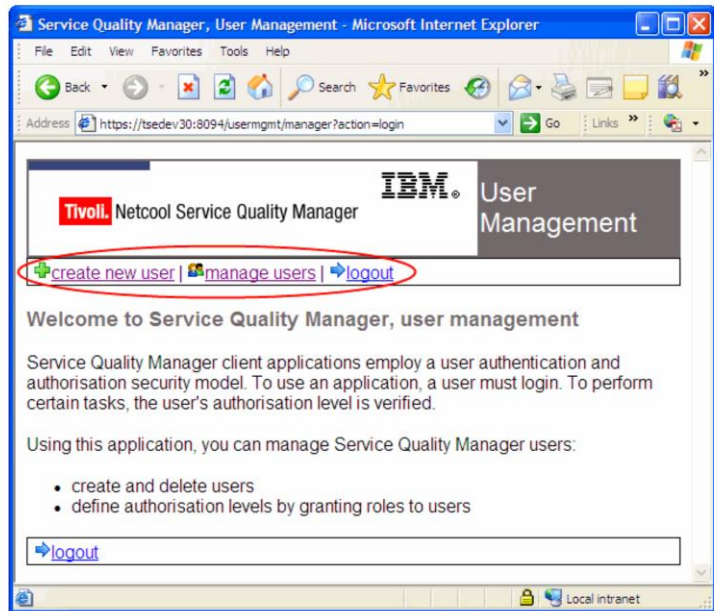 Service Quality Manager, User Management - Microsoft Internet Explorer
File Edit View Favorites Tools Help
Back Search Favorites
Address https://tsedev30:8094/usermgmt/manager?action=login Go Links
Tivoli. Netcool Service Quality Manager
IBM®
User
Management
create new user | manage users | logout
Welcome to Service Quality Manager, user management
Service Quality Manager client applications employ a user authentication and
authorisation security model. To use an application, a user must login. To perform
certain tasks, the user's authorisation level is verified.
Using this application, you can manage Service Quality Manager users:
• create and delete users
• define authorisation levels by granting roles to users
logout
Local intranet